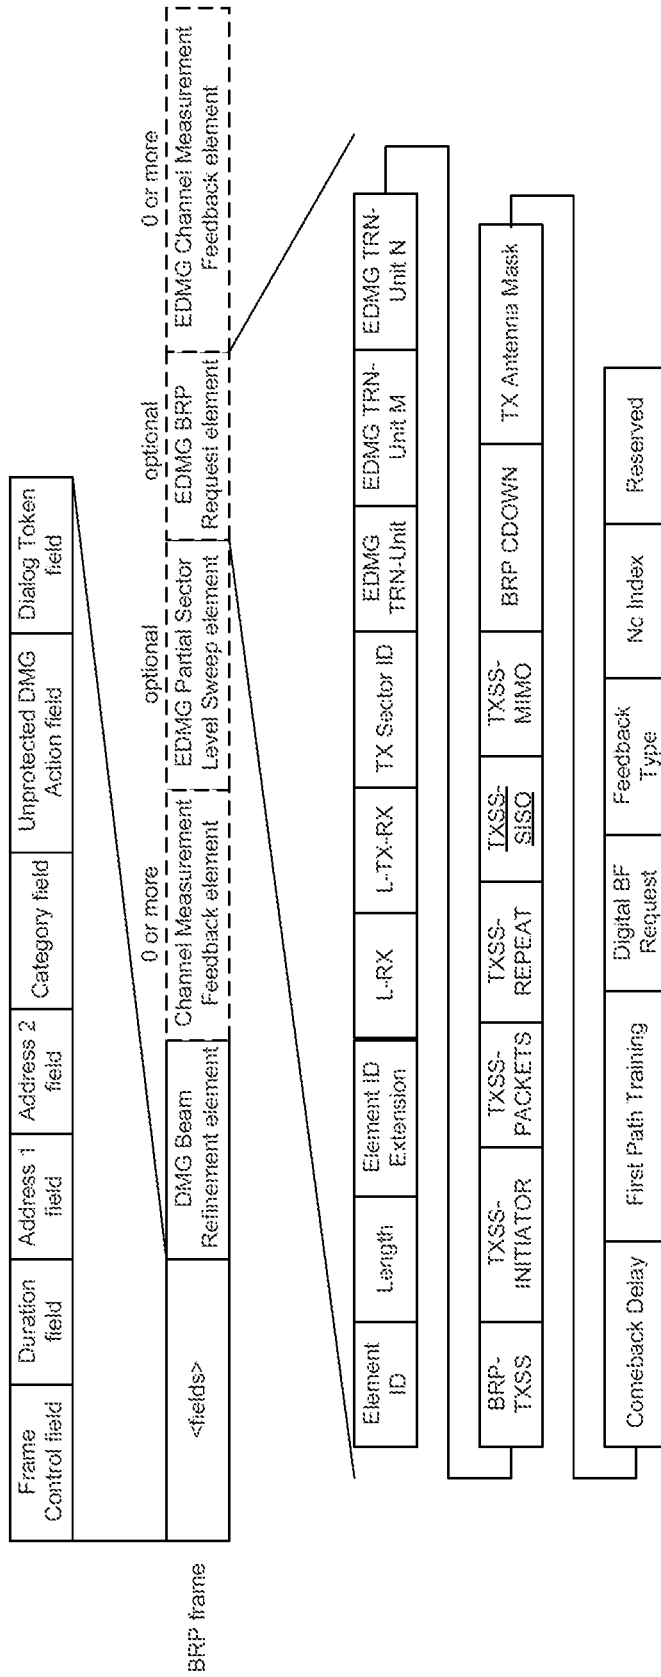 Frame
Control field
Duration
field
Address 1
field
Address 2
field
Category field
Unprotected DMG
Action field
Dialog Token
field
BRP frame
<fields>
DMG Beam
Refinement element
0 or more
Channel Measurement
Feedback element
optional
EDMG Partial Sector
Level Sweep element
optional
EDMG BRP
Request element
0 or more
EDMG Channel Measurement
Feedback element
Element
ID
Length
Element ID
Extension
L-RX
L-TX-RX
TX Sector ID
EDMG
TRN-Unit
EDMG TRN-
Unit M
EDMG TRN-
Unit N
BRP-
TXSS
TXSS-
INITIATOR
TXSS-
PACKETS
TXSS-
REPEAT
TXSS-
SISO
TXSS-
MIMO
BRP CDOWN
TX Antenna Mask
Comeback Delay
First Path Training
Digital BF
Request
Feedback
Type
Nc Index
Reserved